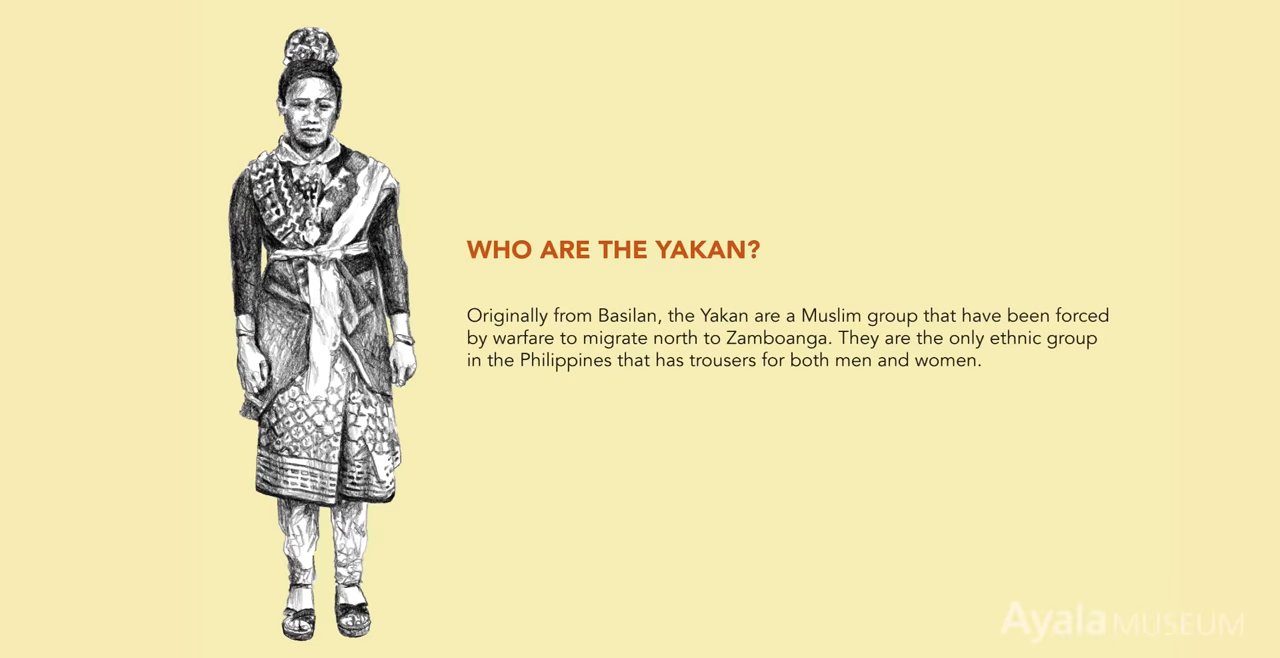 WHO ARE THE YAKAN?
Originally from Basilan, the Yakan are a Muslim group that have been forced
by warfare to migrate north to Zamboanga. They are the only ethnic group
in the Philippines that has trousers for both men and women.
Ayala MUSEUM